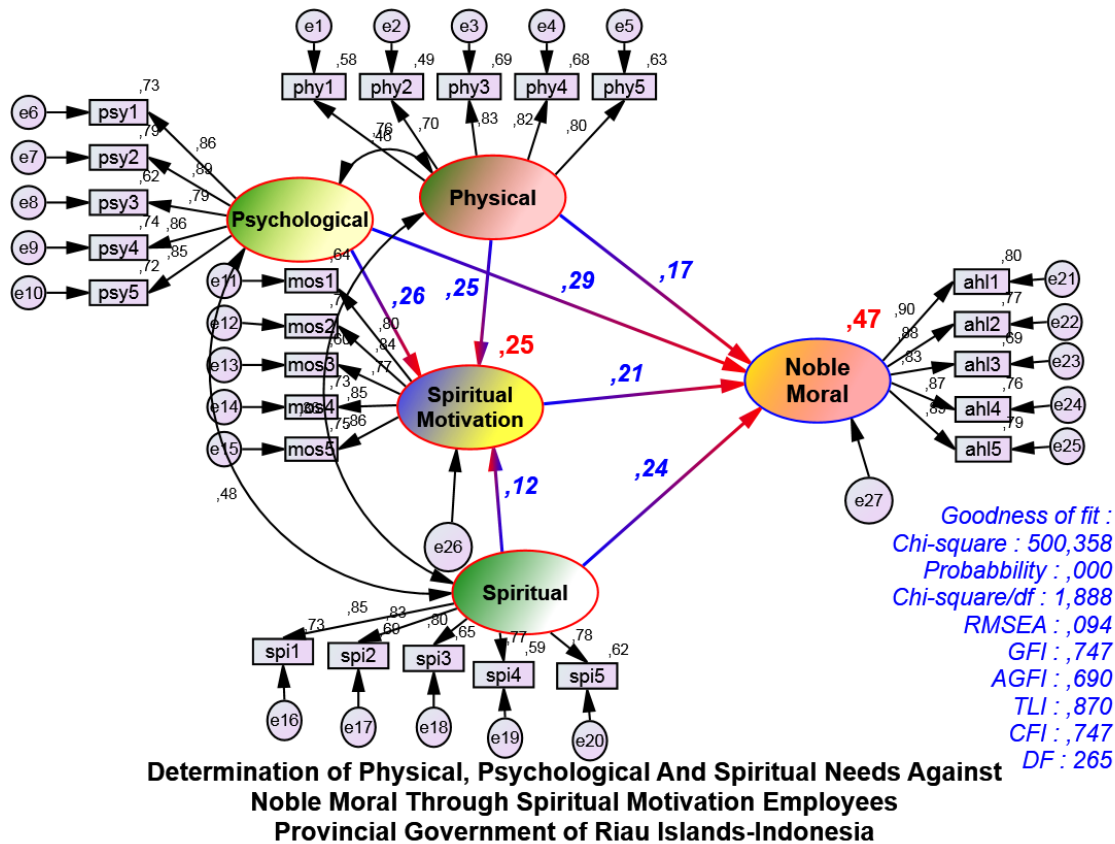 e1 e2 e3 e4 e5
,58 ,49 ,69 ,68 ,63
phy1 phy2 phy3 phy4 phy5
,76 ,70 ,83 ,82 ,80
,46
Physical
,73
e6 psy1 ,86
,79
e7 psy2 ,89
,62
e8 psy3 ,79
,74
e9 psy4 ,86
,72
e10 psy5 ,85
Psychological
,26 ,25 ,29 ,17
,64
e11 mos1 ,80
e12 mos2 ,84
,60
e13 mos3 ,77
,73
e14 mos4 ,85
,75
e15 mos5 ,86
,25
Spiritual
Motivation
,21
,47
Noble
Moral
,80
,90 ahl1 e21
,77
,88 ahl2 e22
,69
,83 ahl3 e23
,76
,87 ahl4 e24
,79
,89 ahl5 e25
,48
,12
,24
e26
e27
Spiritual
,85 ,83 ,80 ,77 ,78
,73 ,69 ,65 ,59 ,62
spi1 spi2 spi3 spi4 spi5
e16 e17 e18 e19 e20
Goodness of fit :
Chi-square : 500,358
Probabbility : ,000
Chi-square/df : 1,888
RMSEA : ,094
GFI : ,747
AGFI : ,690
TLI : ,870
CFI : ,747
DF : 265
Determination of Physical, Psychological And Spiritual Needs Against
Noble Moral Through Spiritual Motivation Employees
Provincial Government of Riau Islands-Indonesia